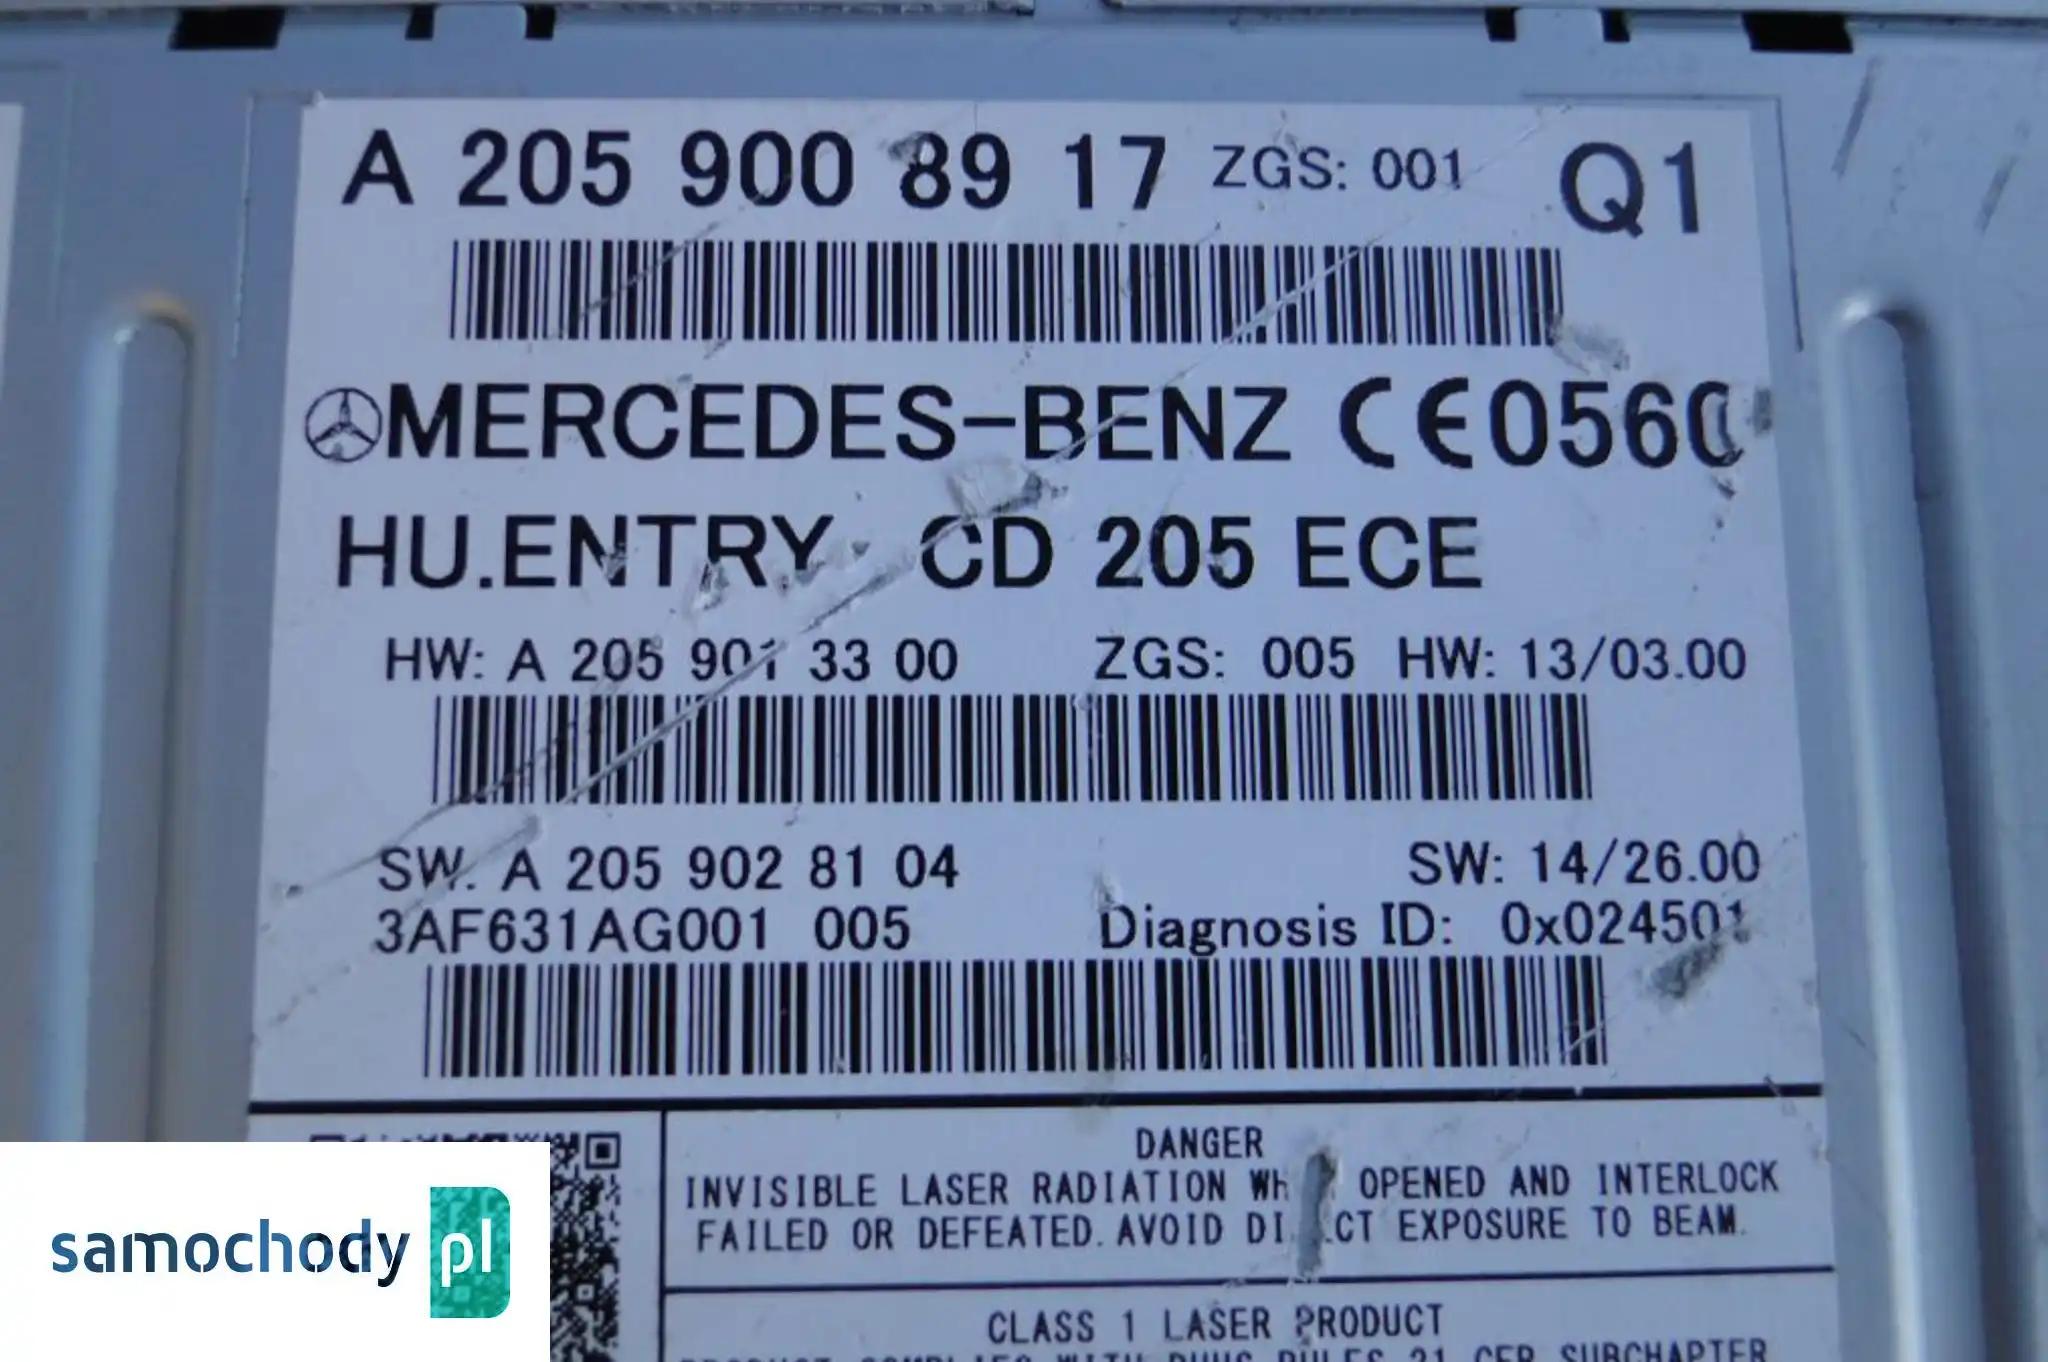 A 205 900 89 17 ZGS: 001 Q1
MERCEDES-BENZ CE0560
HU.ENTRY CD 205 ECE
HW: A 205 901 33 00 ZGS: 005 HW: 13/03.00
SW: A 205 902 81 04 SW: 14/26.00
3AF631AG001 005 Diagnosis ID: 0x024501
DANGER
INVISIBLE LASER RADIATION OPENED AND INTERLOCK
FAILED OR DEFEATED. AVOID EXPOSURE TO BEAM.
CLASS 1 LASER PRODUCT
21 CFR SUBCHAPTER
samochody pl